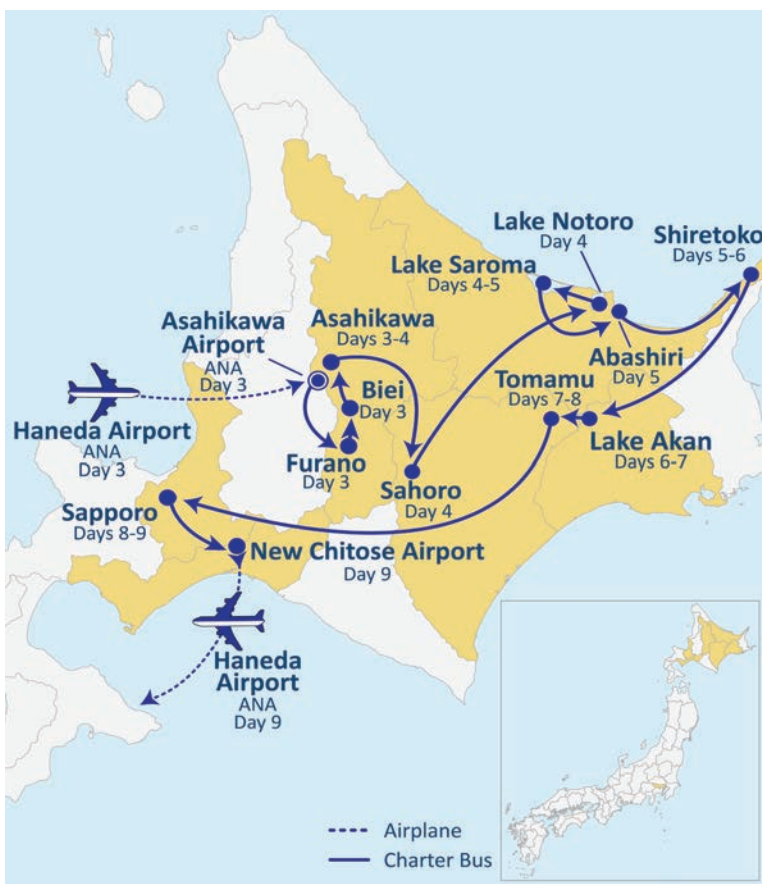 Lake Notoro
Day 4
Shiretoko
Days 5-6
Lake Saroma
Days 4-5
Asahikawa
Airport
ANA
Day 3
Asahikawa
Days 3-4
Abashiri
Day 5
Tomamu
Days 7-8
Biei
Day 3
Haneda Airport
ANA
Day 3
Lake Akan
Days 6-7
Furano
Day 3
Sahoro
Day 4
Sapporo
Days 8-9
New Chitose Airport
Day 9
Haneda
Airport
ANA
Day 9
Airplane
Charter Bus